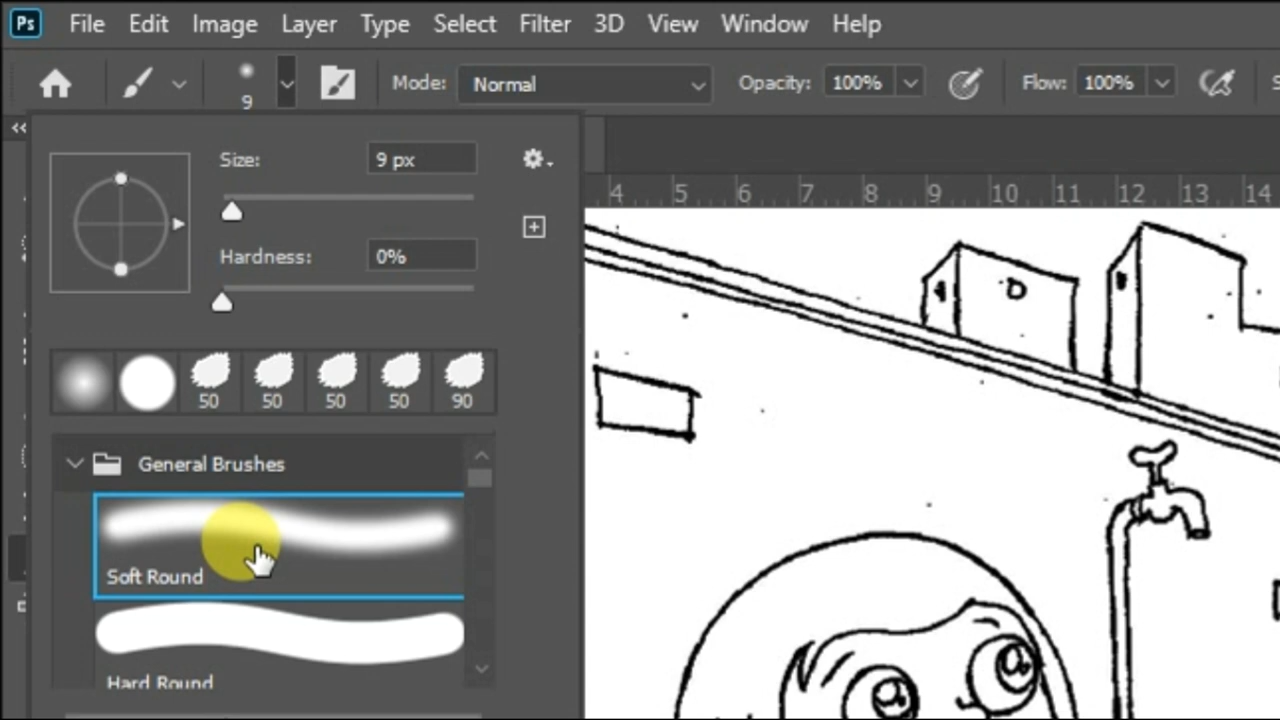 Ps File Edit Image Layer Type Select Filter 3D View Window Help
9 Mode: Normal Opacity: 100% Flow: 100% S
Size: 9 px
4 5 6 7 8 9 10 11 12 13 14
Hardness: 0%
D
50 50 50 50 90
General Brushes
Soft Round
Hard Round